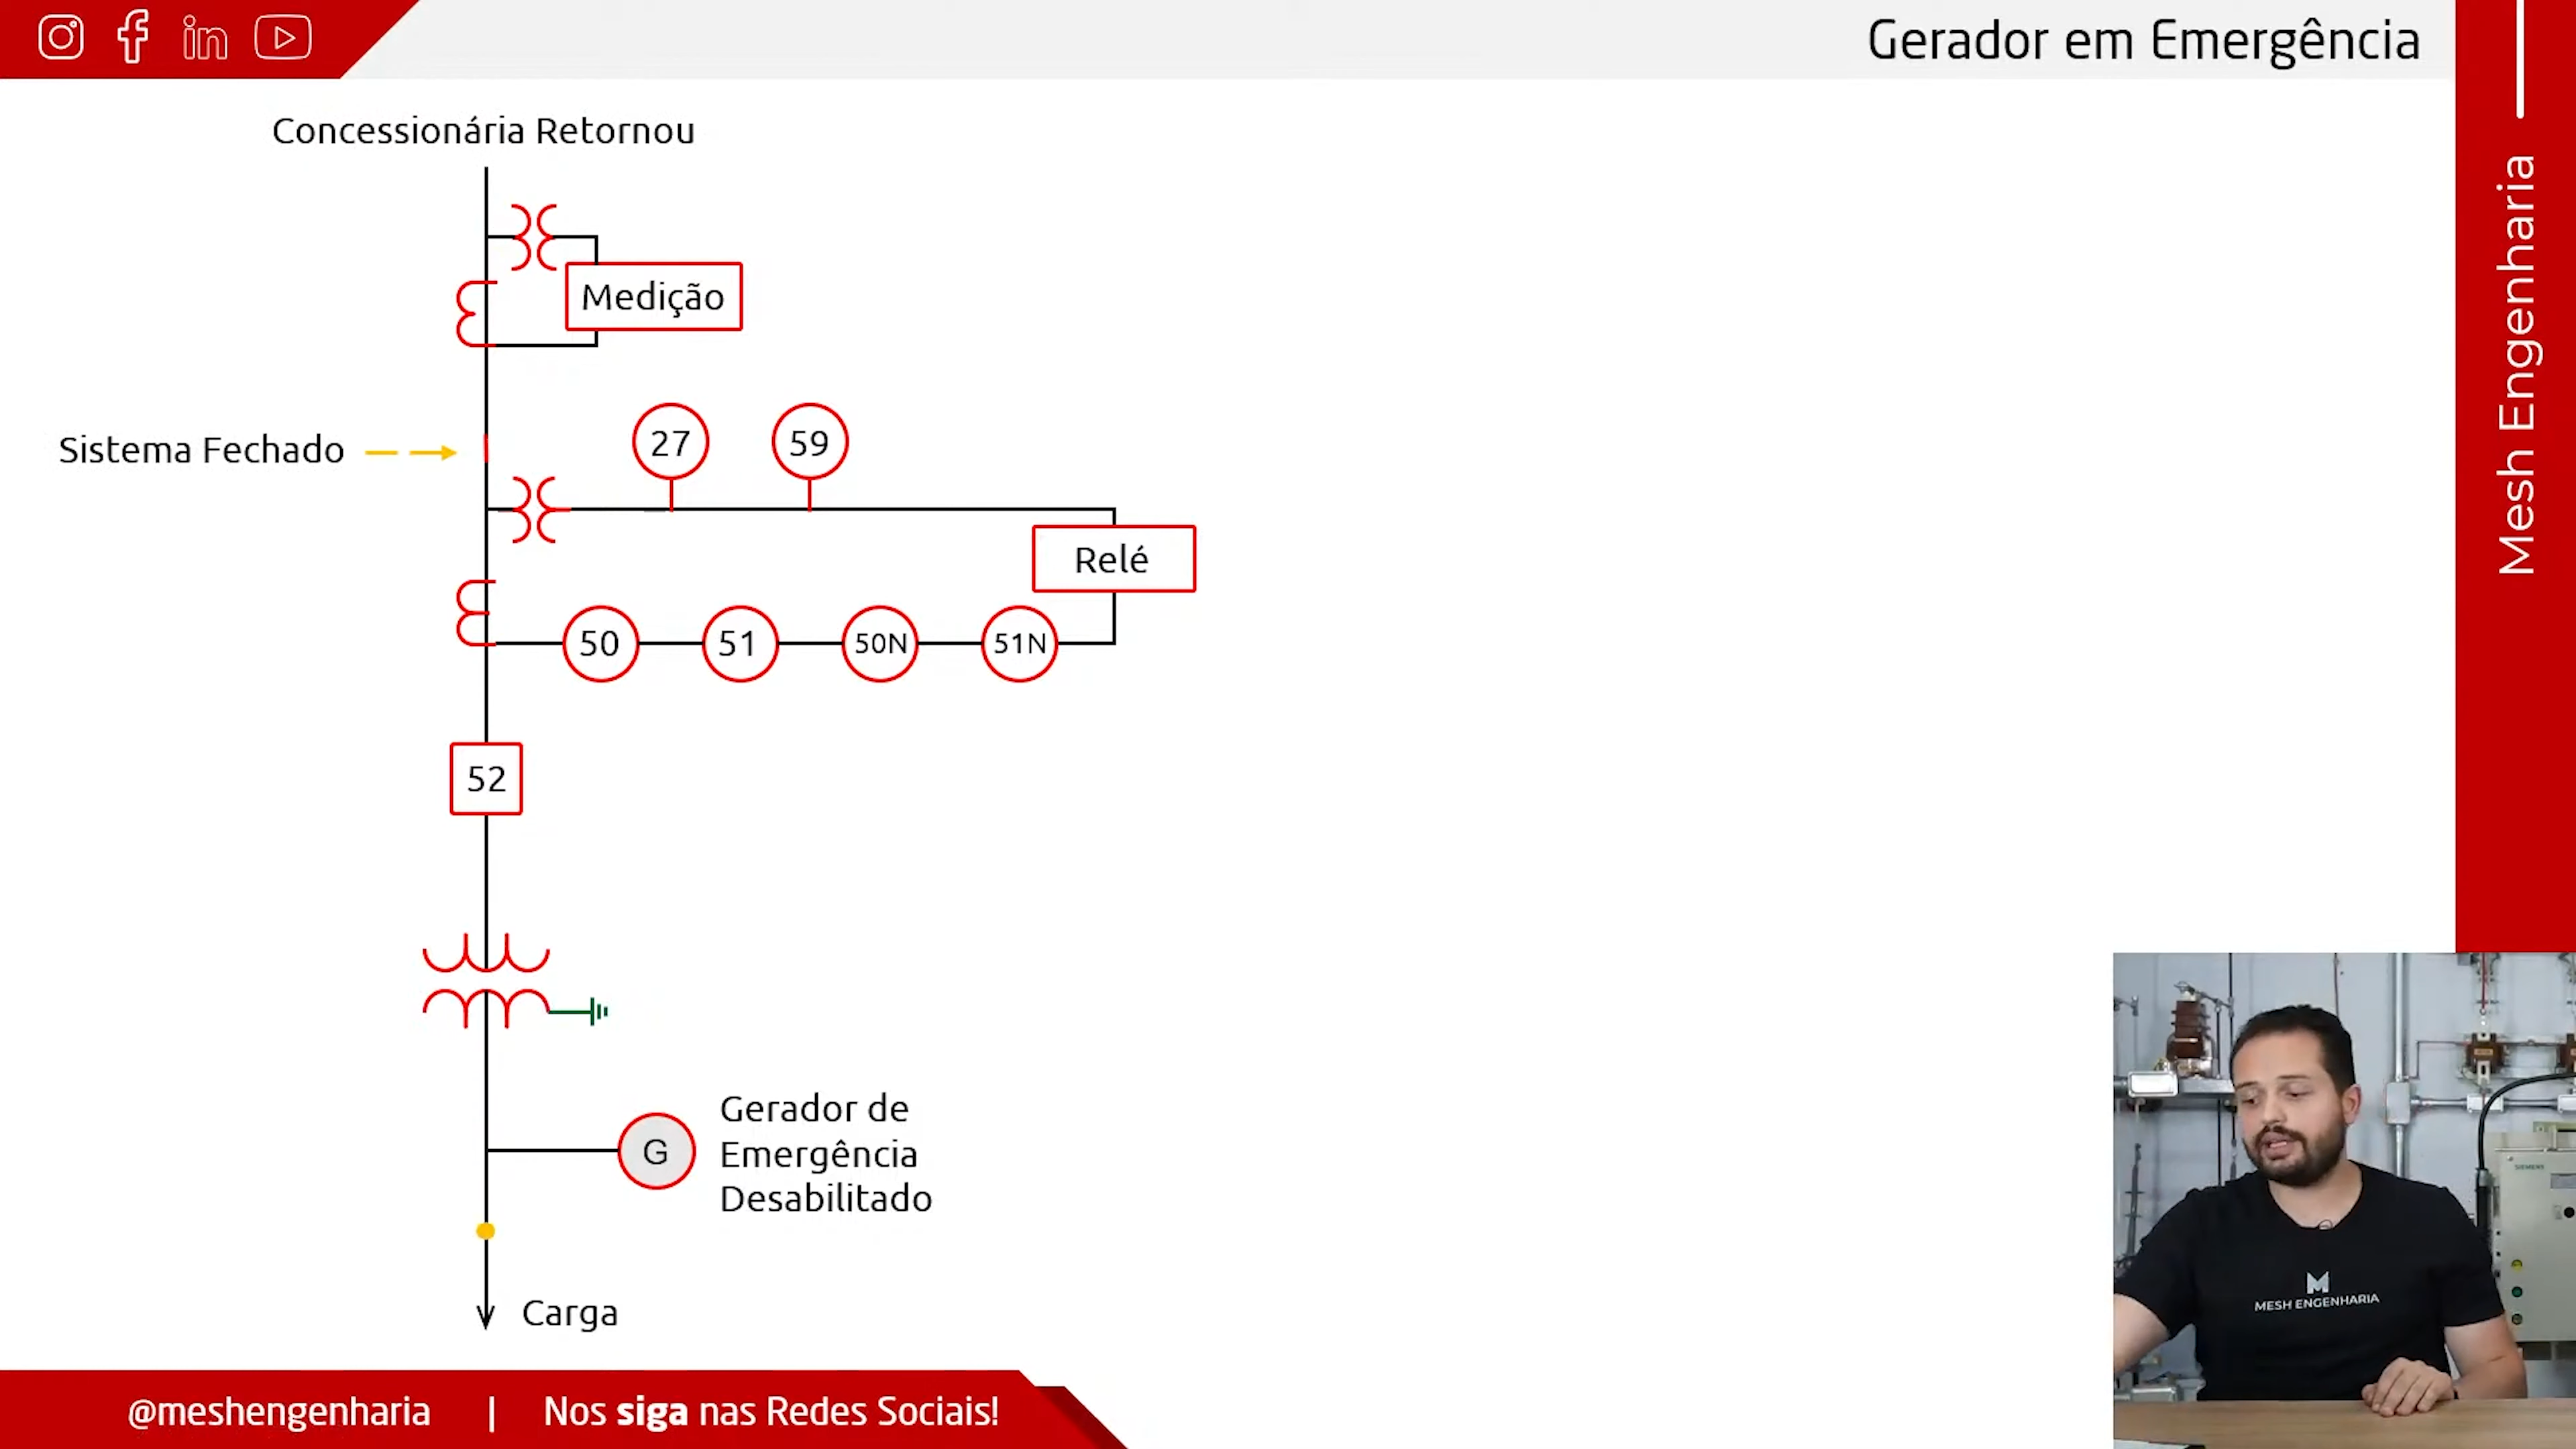 Gerador em Emergência
Mesh Engenharia
Concessionária Retornou
Medição
Sistema Fechado
27
59
Relé
50
51
50N
51N
52
G
Gerador de
Emergência
Desabilitado
Carga
M
MESH ENGENHARIA
SIEMENS
@meshengenharia | Nos siga nas Redes Sociais!